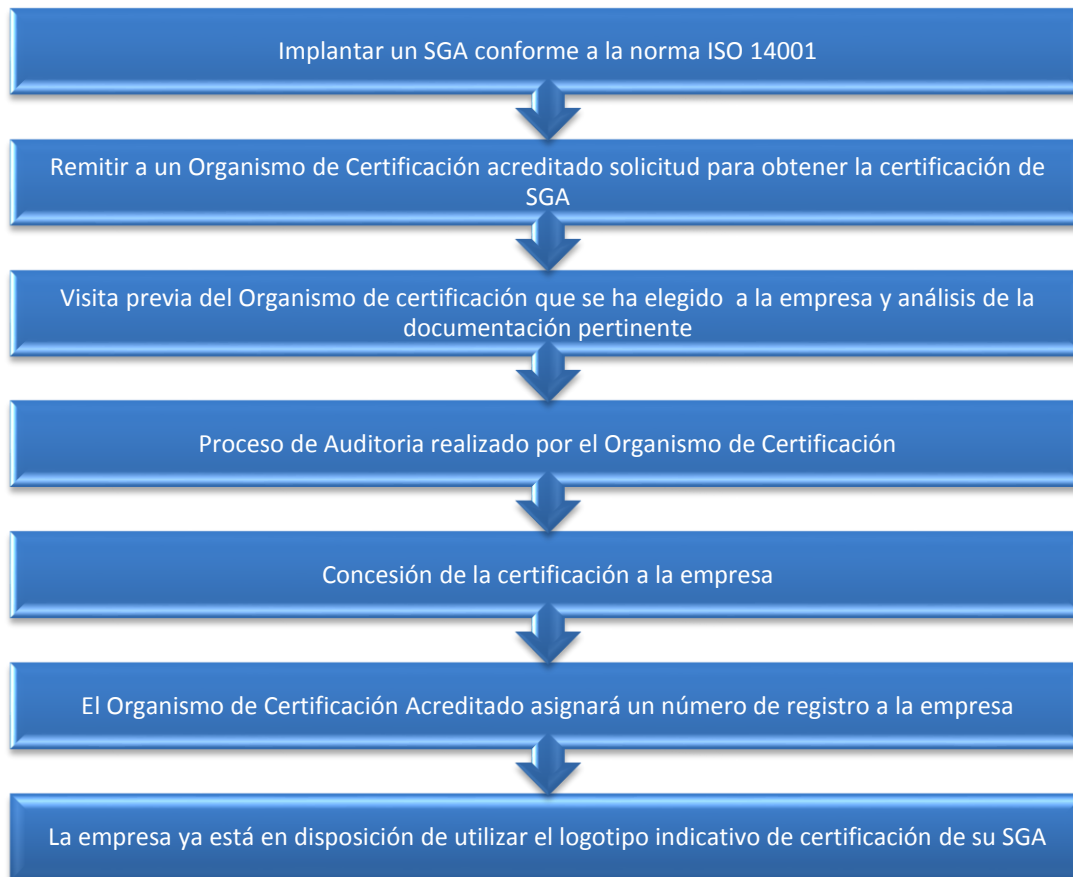 Implantar un SGA conforme a la norma ISO 14001
Remitir a un Organismo de Certificación acreditado solicitud para obtener la certificación de
SGA
Visita previa del Organismo de certificación que se ha elegido  a la empresa y análisis de la
documentación pertinente
Proceso de Auditoria realizado por el Organismo de Certificación
Concesión de la certificación a la empresa
El Organismo de Certificación Acreditado asignará un número de registro a la empresa
La empresa ya está en disposición de utilizar el logotipo indicativo de certificación de su SGA